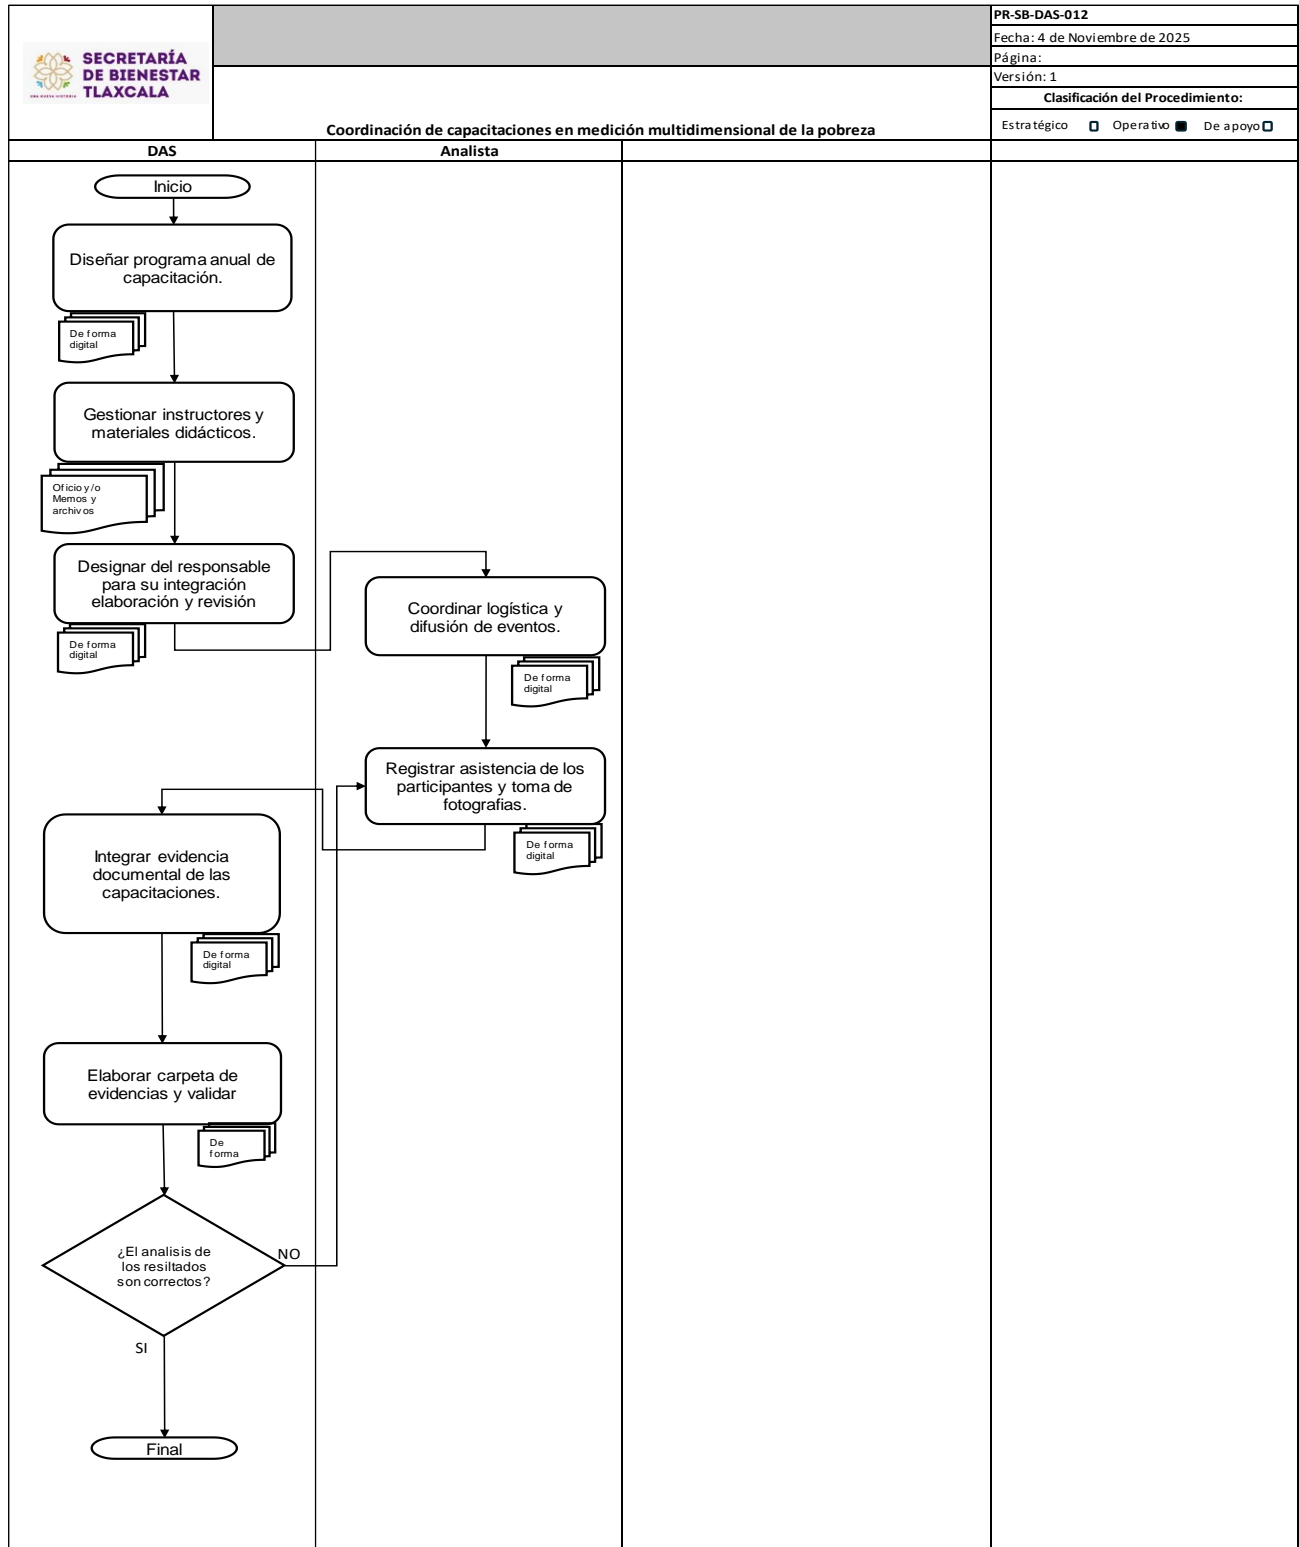 SECRETARÍA
DE BIENESTAR
TLAXCALA
UNA NUEVA HISTORIA
PR-SB-DAS-012
Fecha: 4 de Noviembre de 2025
Página:
Versión: 1
Clasificación del Procedimiento:
Estratégico Operativo De apoyo
Coordinación de capacitaciones en medición multidimensional de la pobreza
DAS
Analista
Inicio
Diseñar programa anual de
capacitación.
De forma
digital
Gestionar instructores y
materiales didácticos.
Oficio y/o
Memos y
archivos
Designar del responsable
para su integración
elaboración y revisión
De forma
digital
Coordinar logística y
difusión de eventos.
De forma
digital
Registrar asistencia de los
participantes y toma de
fotografias.
De forma
digital
Integrar evidencia
documental de las
capacitaciones.
De forma
digital
Elaborar carpeta de
evidencias y validar
De
forma
¿El analisis de
los resiltados
son correctos?
NO
SI
Final